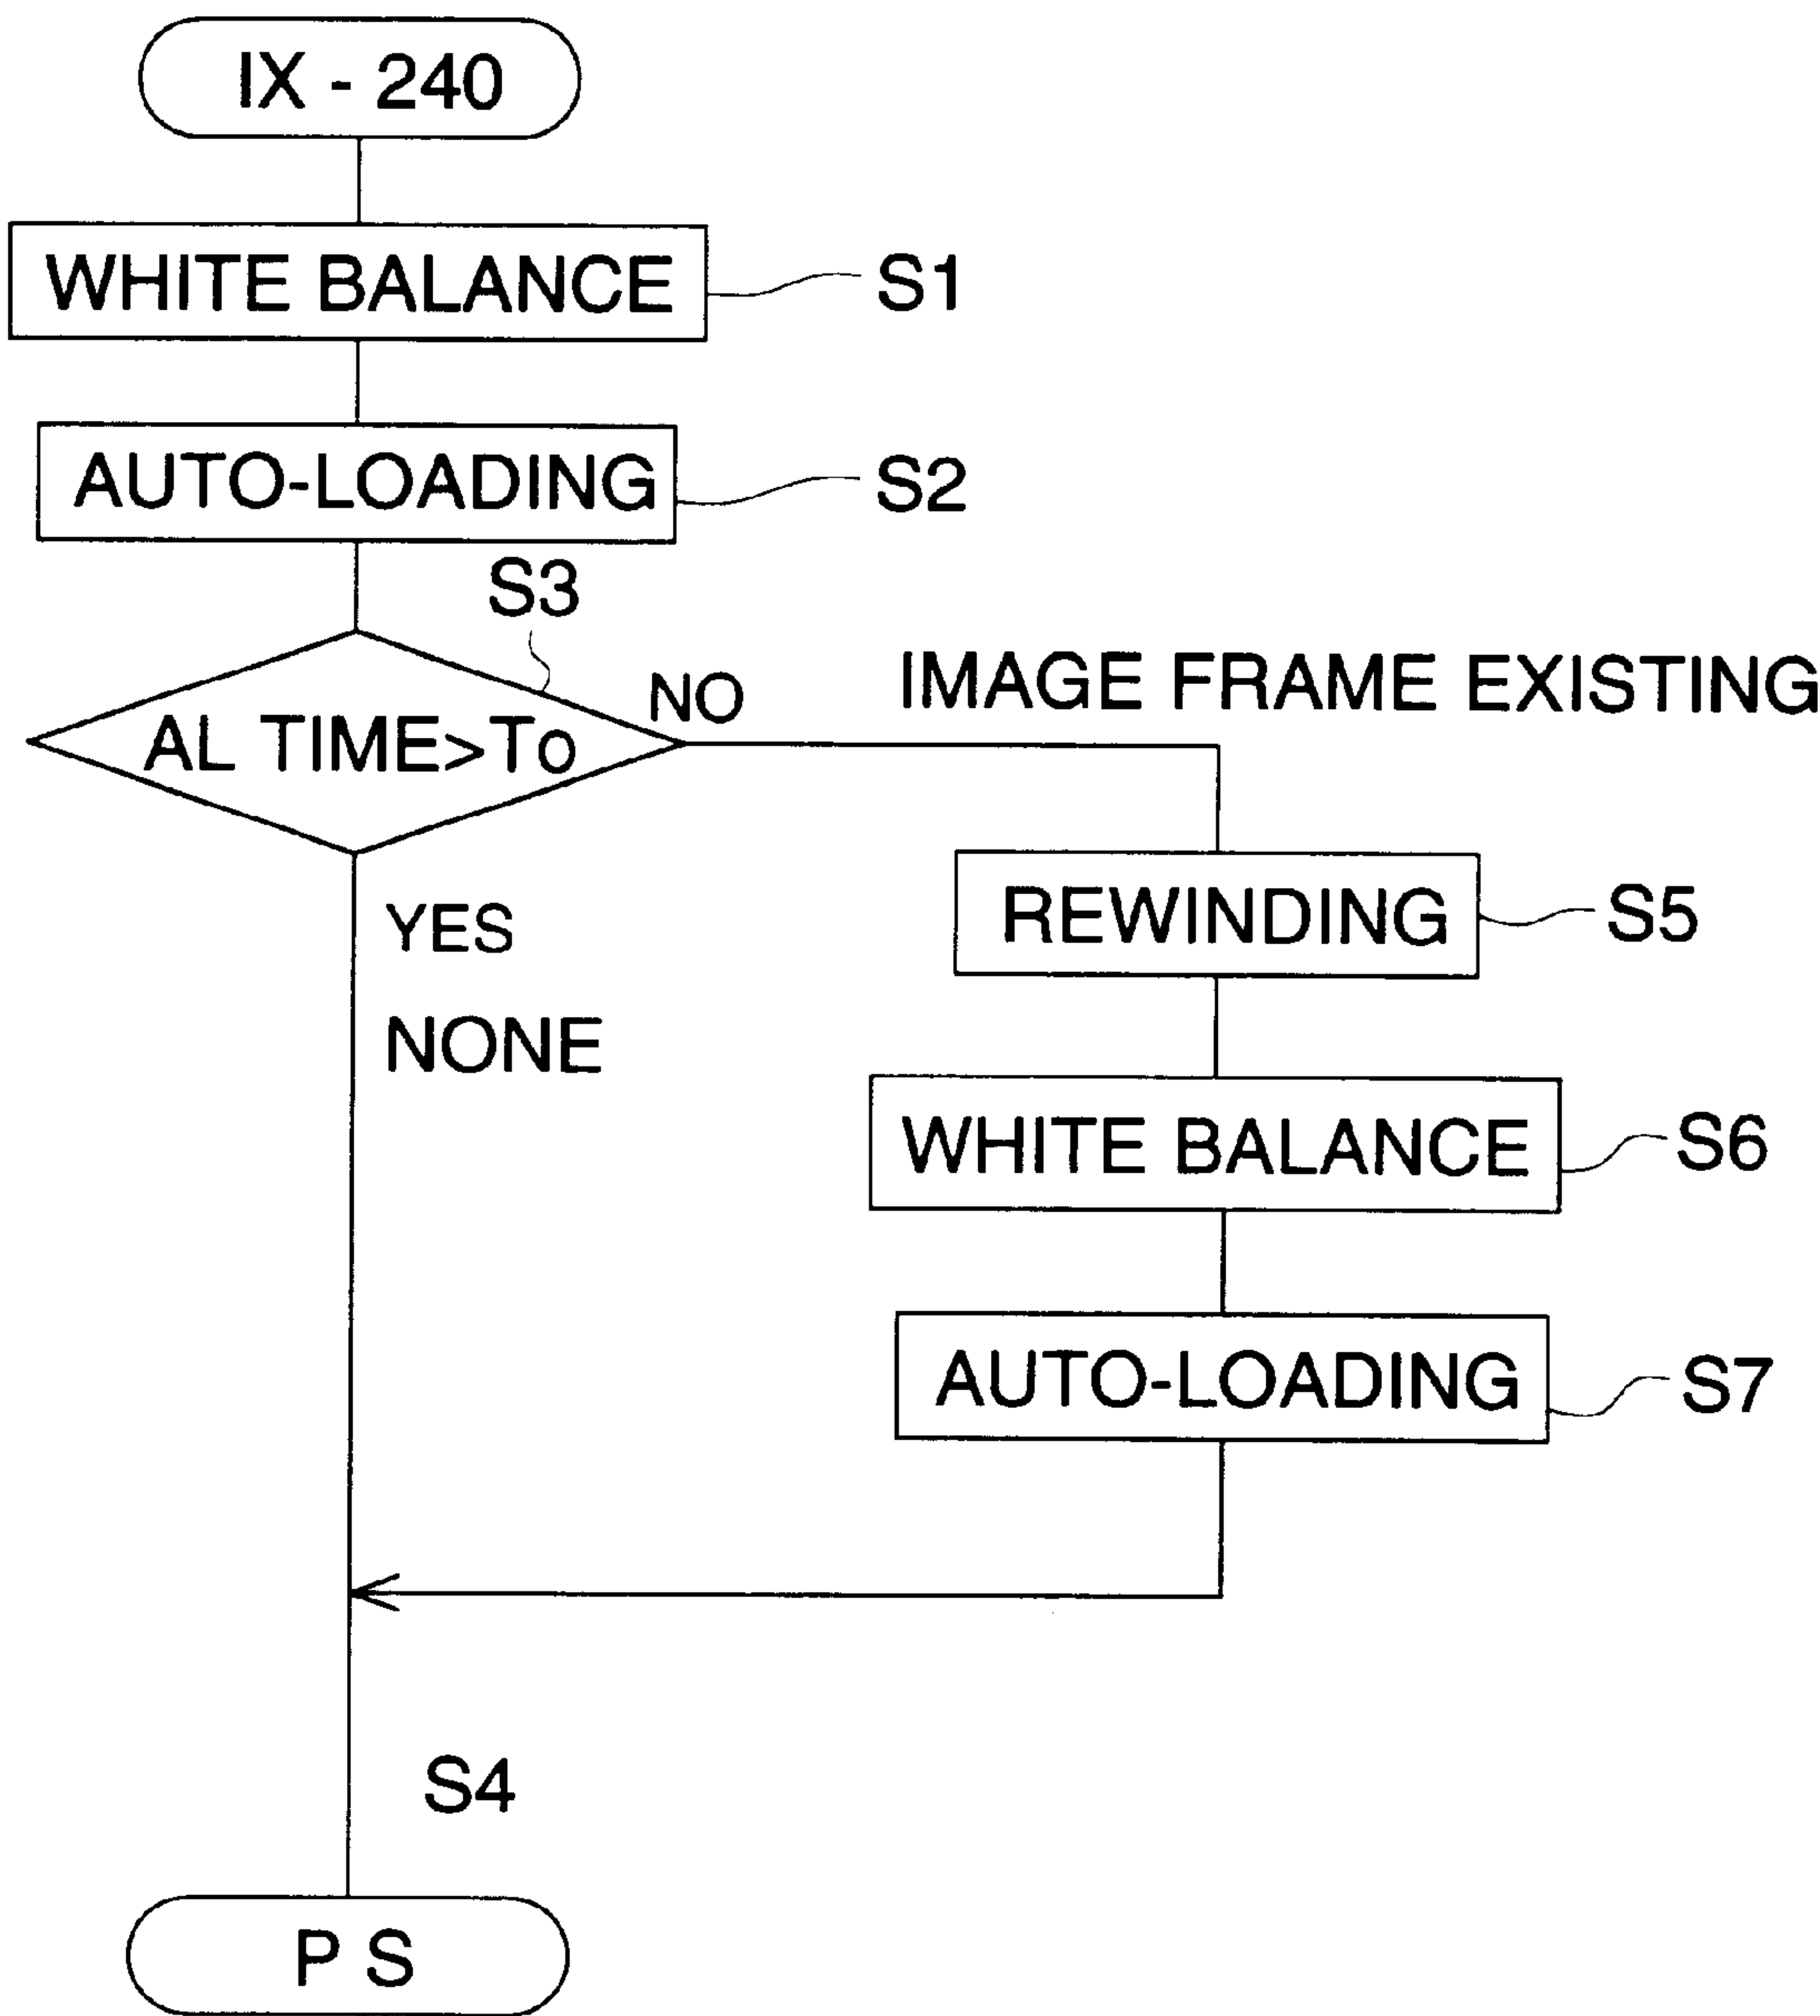 IX - 240
WHITE BALANCE
S1
AUTO-LOADING
S2
S3
AL TIME>To
NO
IMAGE FRAME EXISTING
YES
NONE
REWINDING
S5
WHITE BALANCE
S6
AUTO-LOADING
S7
S4
P S